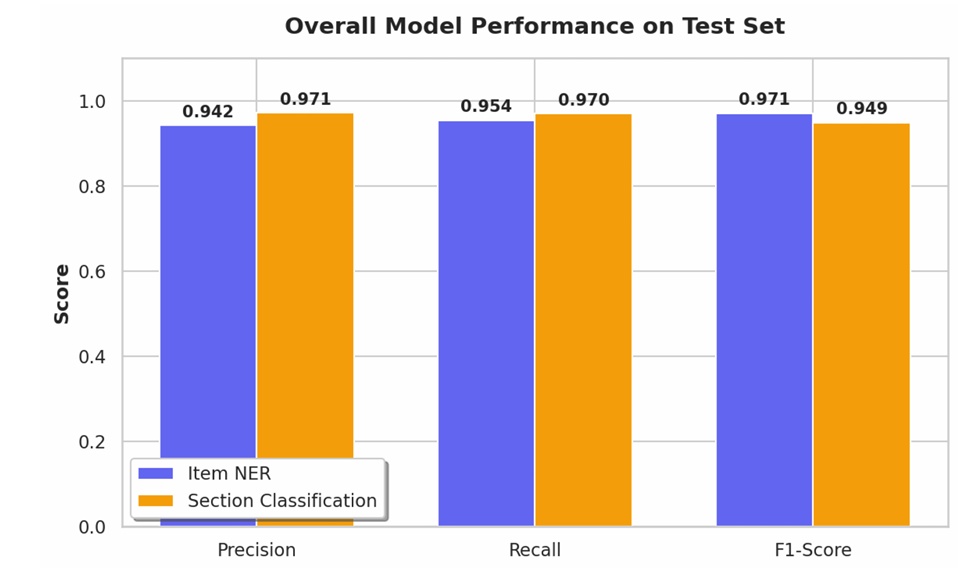 Overall Model Performance on Test Set
1.0
0.8
0.6
0.4
0.2
0.0
Score
0.942
0.971
0.954
0.970
0.971
0.949
Item NER
Section Classification
Precision
Recall
F1-Score